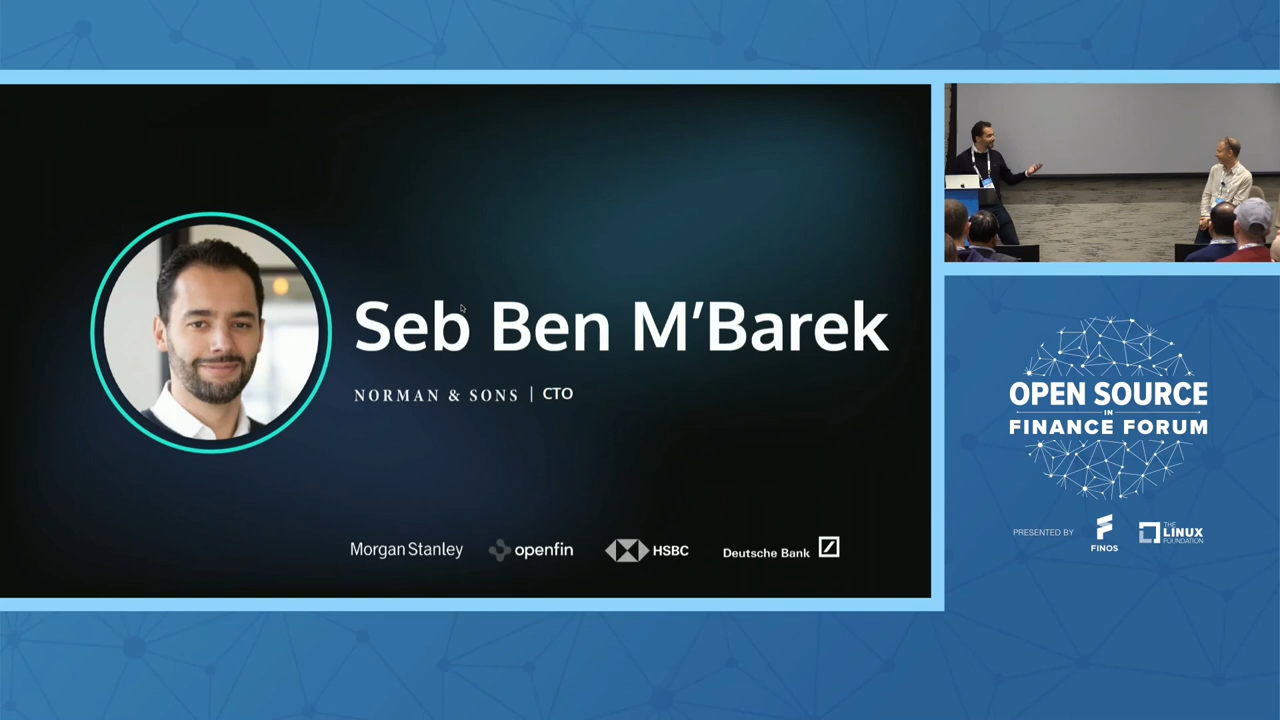 Seb Ben M’Barek
NORMAN & SONS | CTO
Morgan Stanley
openfin
HSBC
Deutsche Bank
OPEN SOURCE
IN
FINANCE FORUM
PRESENTED BY
FINOS
THE
LINUX
FOUNDATION